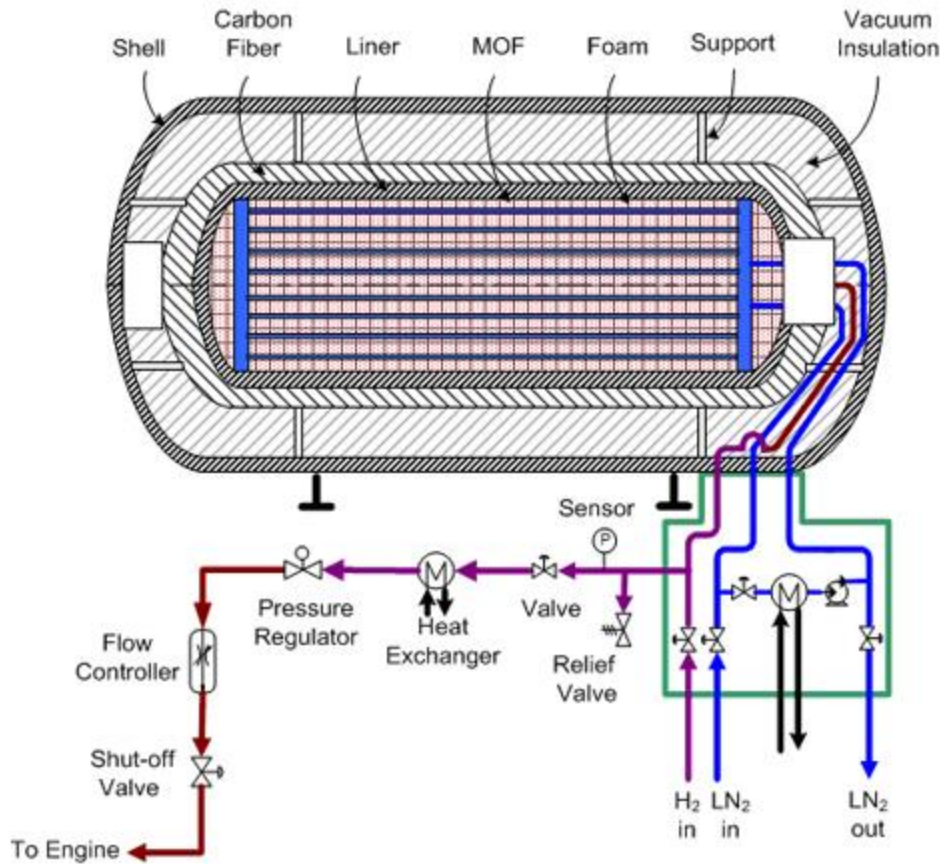 Carbon
Fiber
Vacuum
Insulation
Shell
Liner
MOF
Foam
Support
Sensor
P
M
M
Pressure
Regulator
Heat
Exchanger
Valve
Relief
Valve
Flow
Controller
Shut-off
Valve
To Engine
H₂
in
LN₂
in
LN₂
out